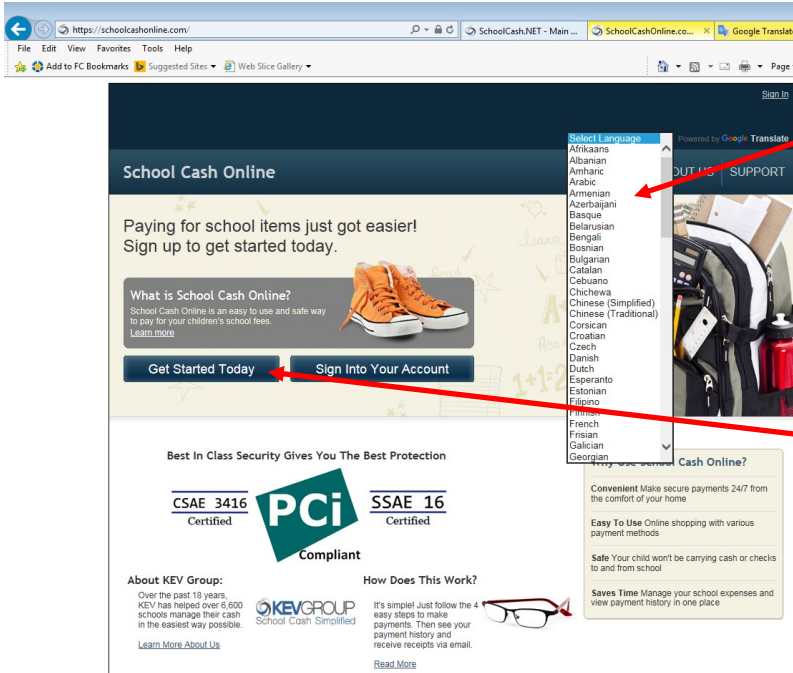 https://schoolcashonline.com/
SchoolCash.NET - Main ...
SchoolCashOnline.co...
Google Translat
File Edit View Favorites Tools Help
Add to FC Bookmarks Suggested Sites Web Slice Gallery
Page
Sign In
Select Language
Powered by Google Translate
Afrikaans
Albanian
Amharic
Arabic
Armenian
Azerbaijani
Basque
Belarusian
Bengali
Bosnian
Bulgarian
Catalan
Cebuano
Chichewa
Chinese (Simplified)
Chinese (Traditional)
Corsican
Croatian
Czech
Danish
Dutch
Esperanto
Estonian
Filipino
Finnish
French
Frisian
Galician
Georgian
School Cash Online
OUT US SUPPORT
Paying for school items just got easier!
Sign up to get started today.
What is School Cash Online?
School Cash Online is an easy to use and safe way
to pay for your children's school fees.
Learn more
Get Started Today
Sign Into Your Account
Best In Class Security Gives You The Best Protection
CSAE 3416
Certified
PCi
Compliant
SSAE 16
Certified
Why Use School Cash Online?
Convenient Make secure payments 24/7 from
the comfort of your home
Easy To Use Online shopping with various
payment methods
Safe Your child won't be carrying cash or checks
to and from school
Saves Time Manage your school expenses and
view payment history in one place
About KEV Group:
Over the past 18 years,
KEV has helped over 6,600
schools manage their cash
in the easiest way possible.
Learn More About Us
KEVGROUP
School Cash Simplified
How Does This Work?
It's simple! Just follow the 4
easy steps to make
payments. Then see your
payment history and
receive receipts via email.
Read More